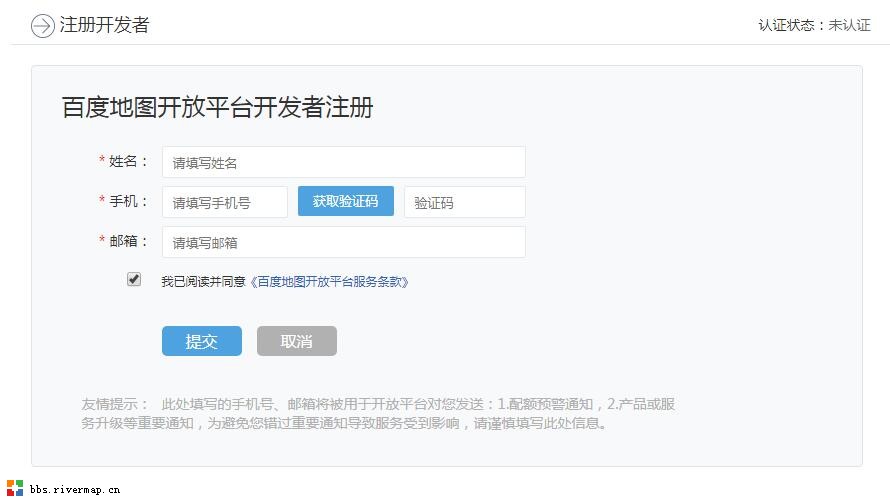 注册开发者
认证状态：未认证
百度地图开放平台开发者注册
* 姓名： 请填写姓名
* 手机： 请填写手机号 获取验证码 验证码
* 邮箱： 请填写邮箱
我已阅读并同意《百度地图开放平台服务条款》
提交 取消
友情提示： 此处填写的手机号、邮箱将被用于开放平台对您发送：1.配额预警通知，2.产品或服
务升级等重要通知，为避免您错过重要通知导致服务受到影响，请谨慎填写此处信息。
bbs.rivermap.cn